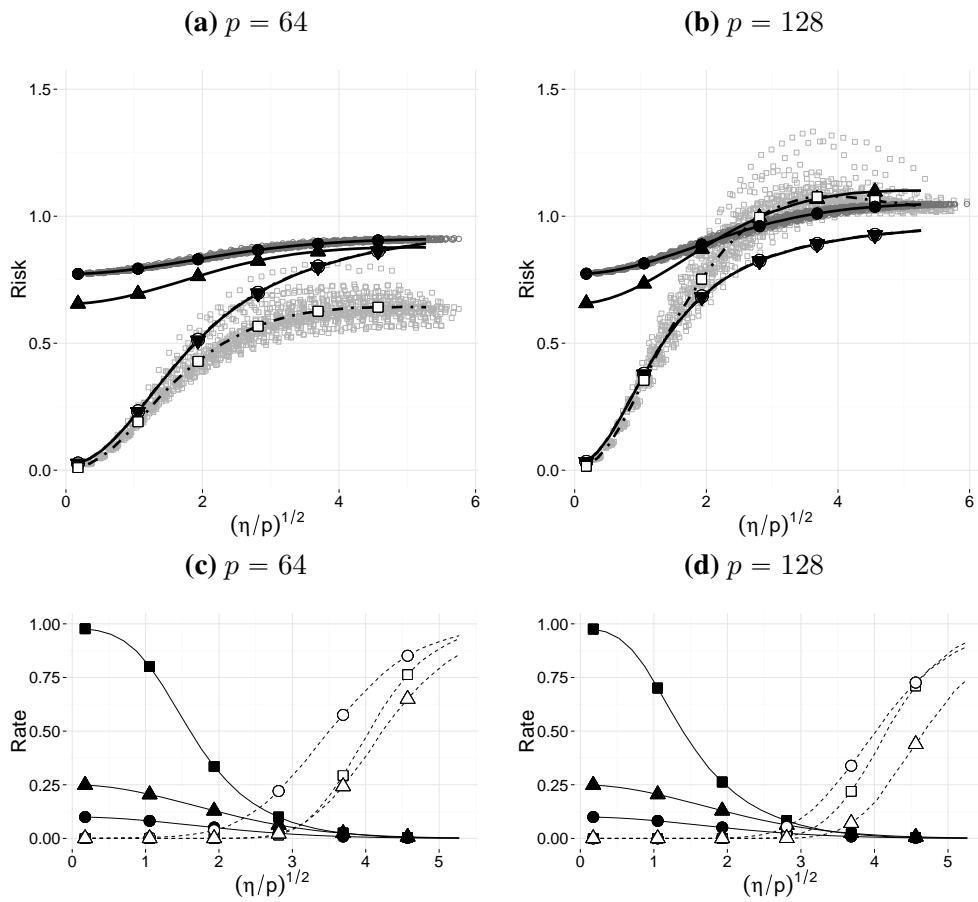 (a) p = 64
(b) p = 128
1.5
1.0
0.5
0.0
Risk
0 2 4 6
(η/p)^{1/2}
1.5
1.0
0.5
0.0
Risk
0 2 4 6
(η/p)^{1/2}
(c) p = 64
(d) p = 128
1.00
0.75
0.50
0.25
0.00
Rate
0 1 2 3 4 5
(η/p)^{1/2}
1.00
0.75
0.50
0.25
0.00
Rate
0 1 2 3 4 5
(η/p)^{1/2}